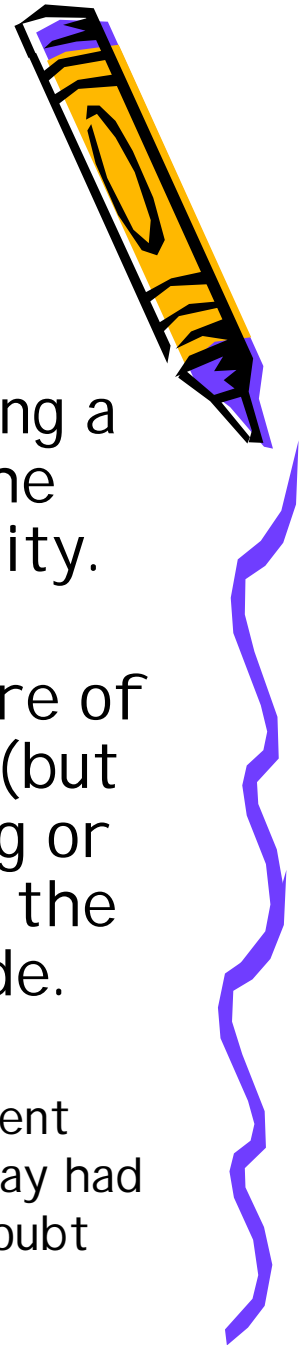 ng a
ne
ity.
re of
(but
g or
the
de.
ent
ay had
oubt